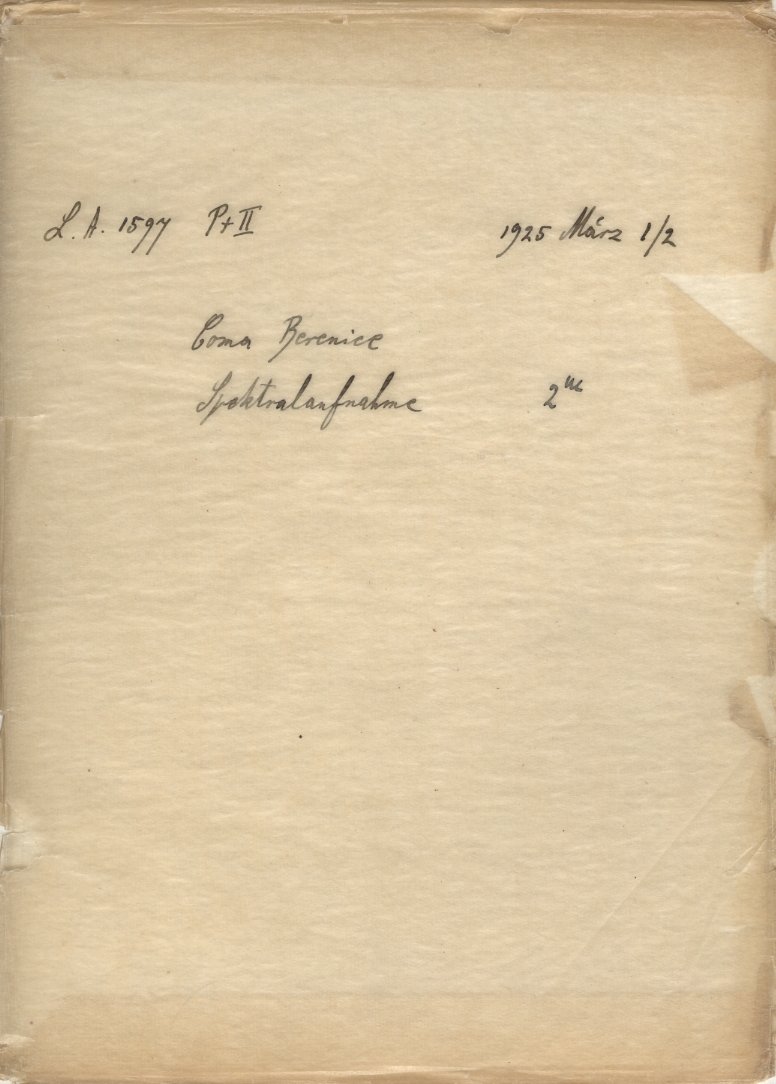 L. A. 1597 P+II 1925 März 1/2
Coma Berenice
Spektralaufnahme 2ᵐ